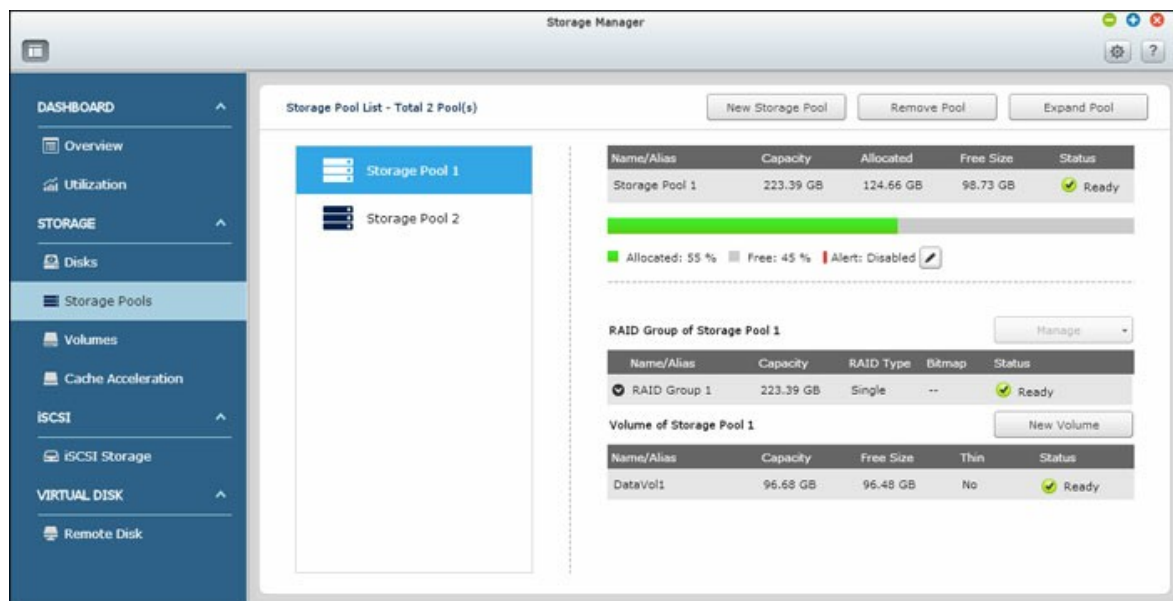 Storage Manager
?
DASHBOARD
Overview
Utilization
STORAGE
Disks
Storage Pools
Volumes
Cache Acceleration
iSCSI
iSCSI Storage
VIRTUAL DISK
Remote Disk
Storage Pool List - Total 2 Pool(s)
New Storage Pool Remove Pool Expand Pool
Storage Pool 1
Storage Pool 2
Name/Alias Capacity Allocated Free Size Status
Storage Pool 1 223.39 GB 124.66 GB 98.73 GB Ready
Allocated: 55 % Free: 45 % Alert: Disabled
RAID Group of Storage Pool 1 Manage
Name/Alias Capacity RAID Type Bitmap Status
RAID Group 1 223.39 GB Single -- Ready
Volume of Storage Pool 1 New Volume
Name/Alias Capacity Free Size Thin Status
DataVol1 96.68 GB 96.48 GB No Ready